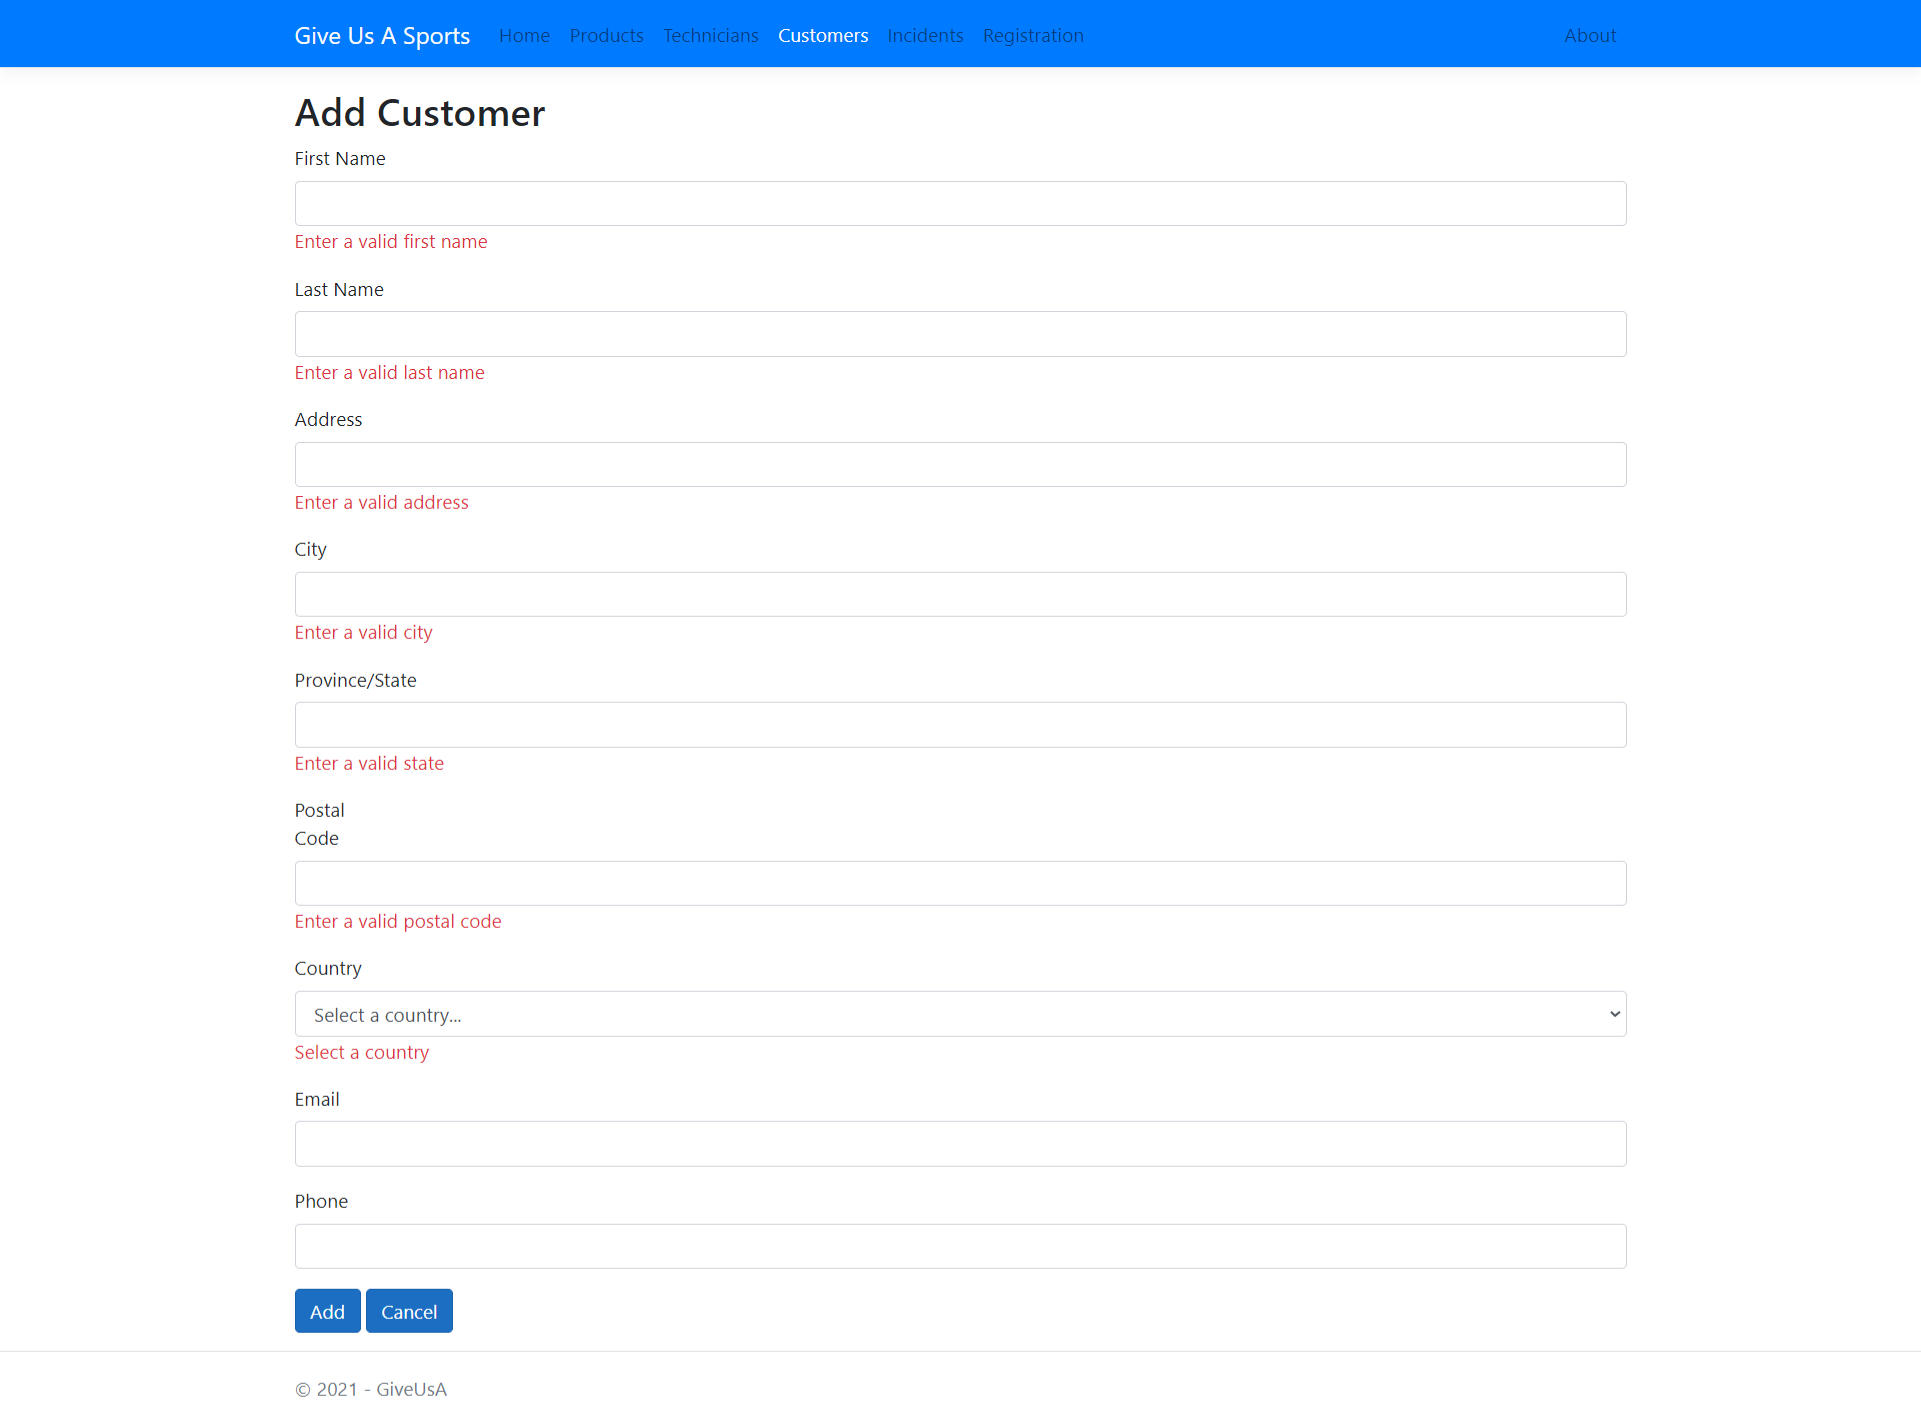 Give Us A Sports Home Products Technicians Customers Incidents Registration About
Add Customer
First Name
Enter a valid first name
Last Name
Enter a valid last name
Address
Enter a valid address
City
Enter a valid city
Province/State
Enter a valid state
Postal
Code
Enter a valid postal code
Country
Select a country...
Select a country
Email
Phone
Add Cancel
© 2021 - GiveUsA